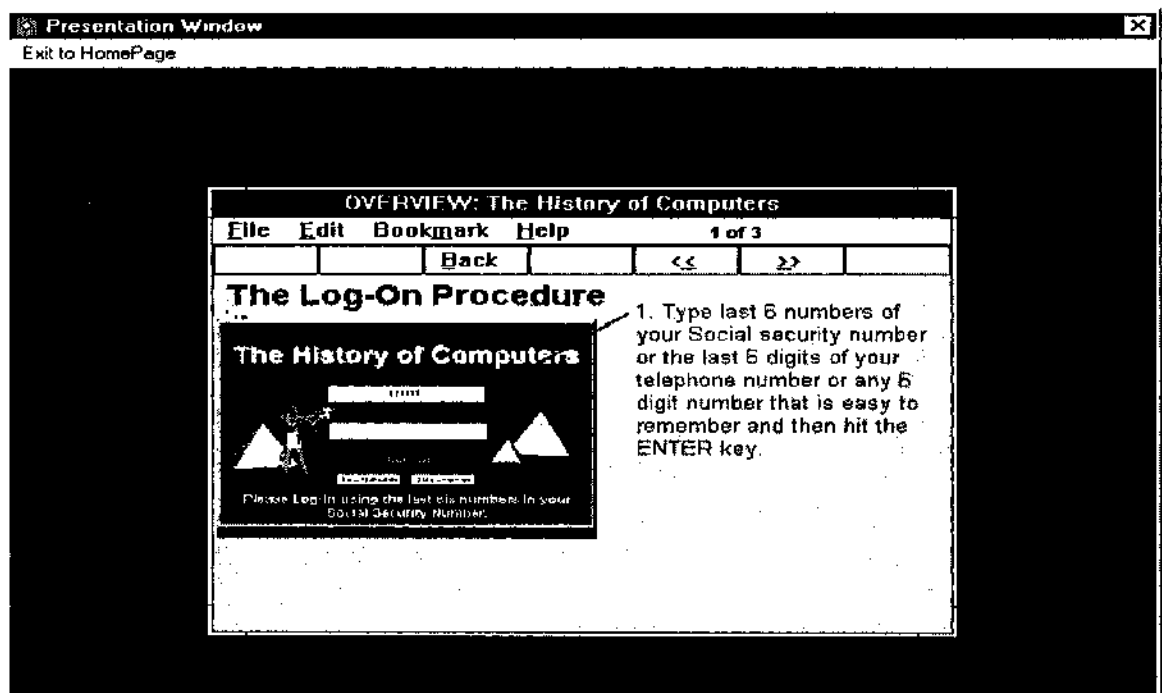 Presentation Window
Exit to HomePage
OVERVIEW: The History of Computers
File Edit Bookmark Help 1 of 3
Back << >>
The Log-On Procedure
1. Type last 6 numbers of
your Social security number
or the last 6 digits of your
telephone number or any 6
digit number that is easy to
remember and then hit the
ENTER key.
The History of Computers
Please Log-In using the last six numbers in your
Social Security Number.